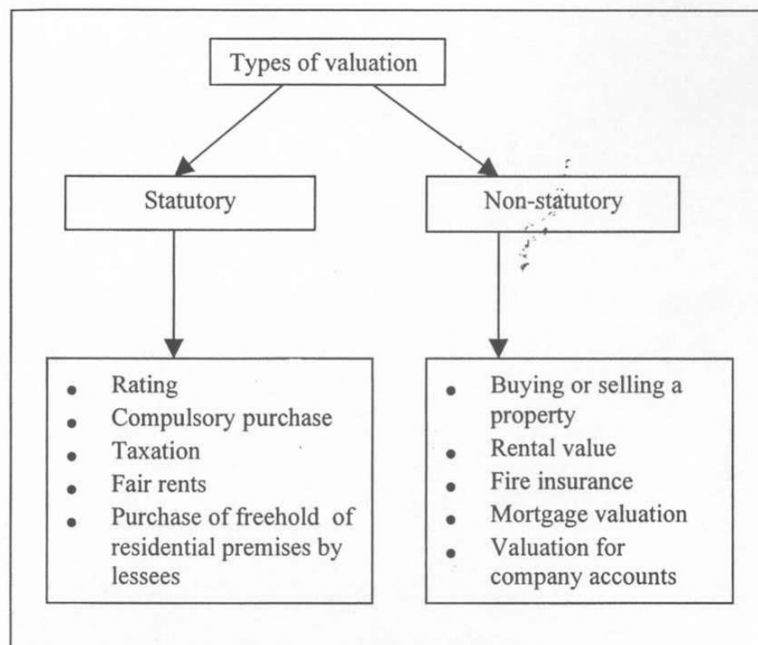 Types of valuation
Statutory
Non-statutory
• Rating
• Compulsory purchase
• Taxation
• Fair rents
• Purchase of freehold of
residential premises by
lessees
• Buying or selling a
property
• Rental value
• Fire insurance
• Mortgage valuation
• Valuation for
company accounts